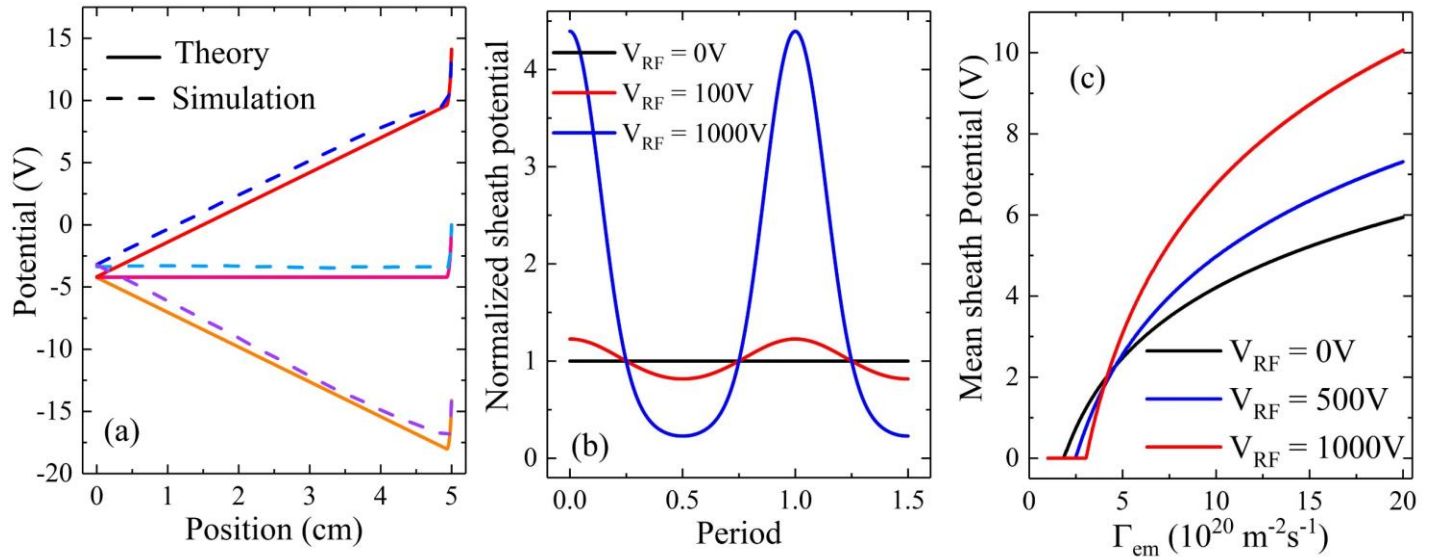 Potential (V)
15
10
5
0
-5
-10
-15
-20
Theory
Simulation
(a)
0 1 2 3 4 5
Position (cm)
Normalized sheath potential
4
3
2
1
0
V_RF = 0V
V_RF = 100V
V_RF = 1000V
(b)
0.0 0.5 1.0 1.5
Period
Mean sheath Potential (V)
10
8
6
4
2
0
(c)
V_RF = 0V
V_RF = 500V
V_RF = 1000V
5 10 15 20
Γ_em (10^20 m^-2s^-1)